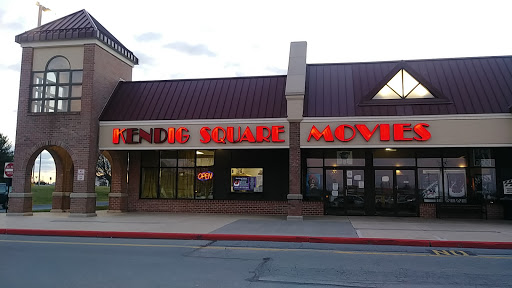 KENDIG SQUARE MOVIES
OPEN